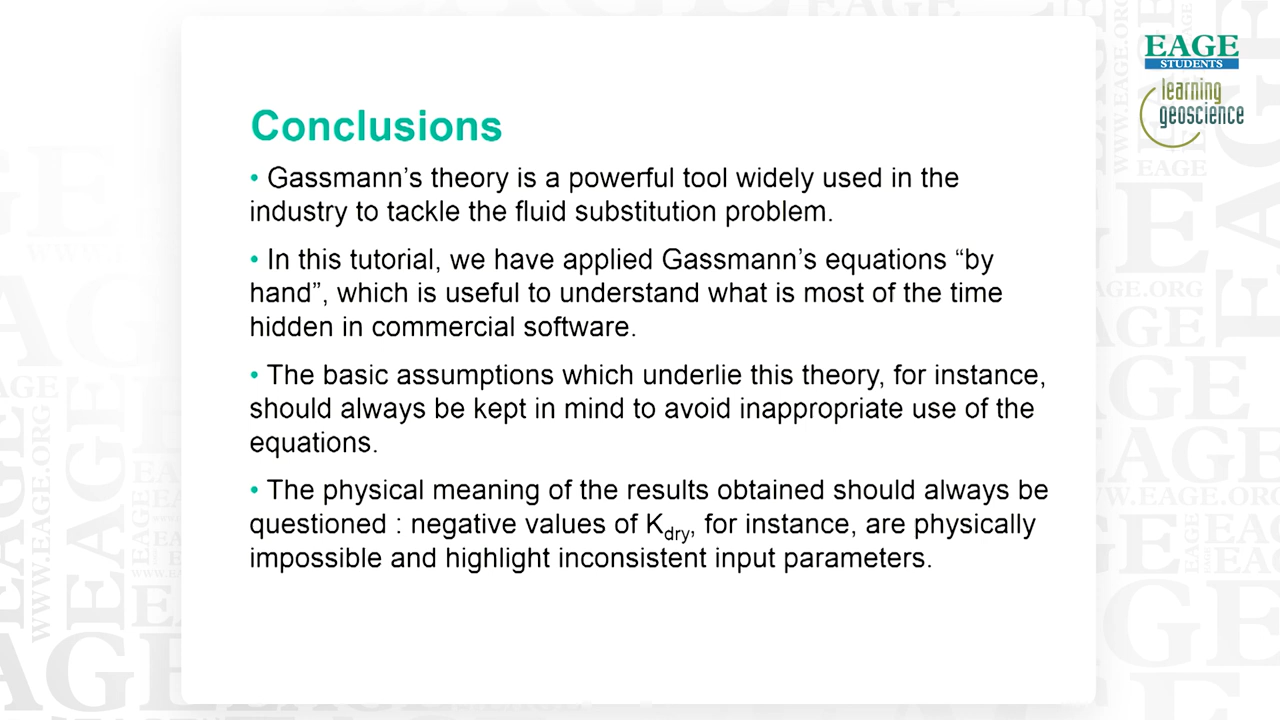 EAGE
STUDENTS
learning
geoscience
Conclusions
• Gassmann’s theory is a powerful tool widely used in the
industry to tackle the fluid substitution problem.
• In this tutorial, we have applied Gassmann’s equations “by
hand”, which is useful to understand what is most of the time
hidden in commercial software.
• The basic assumptions which underlie this theory, for instance,
should always be kept in mind to avoid inappropriate use of the
equations.
• The physical meaning of the results obtained should always be
questioned : negative values of Kdry, for instance, are physically
impossible and highlight inconsistent input parameters.